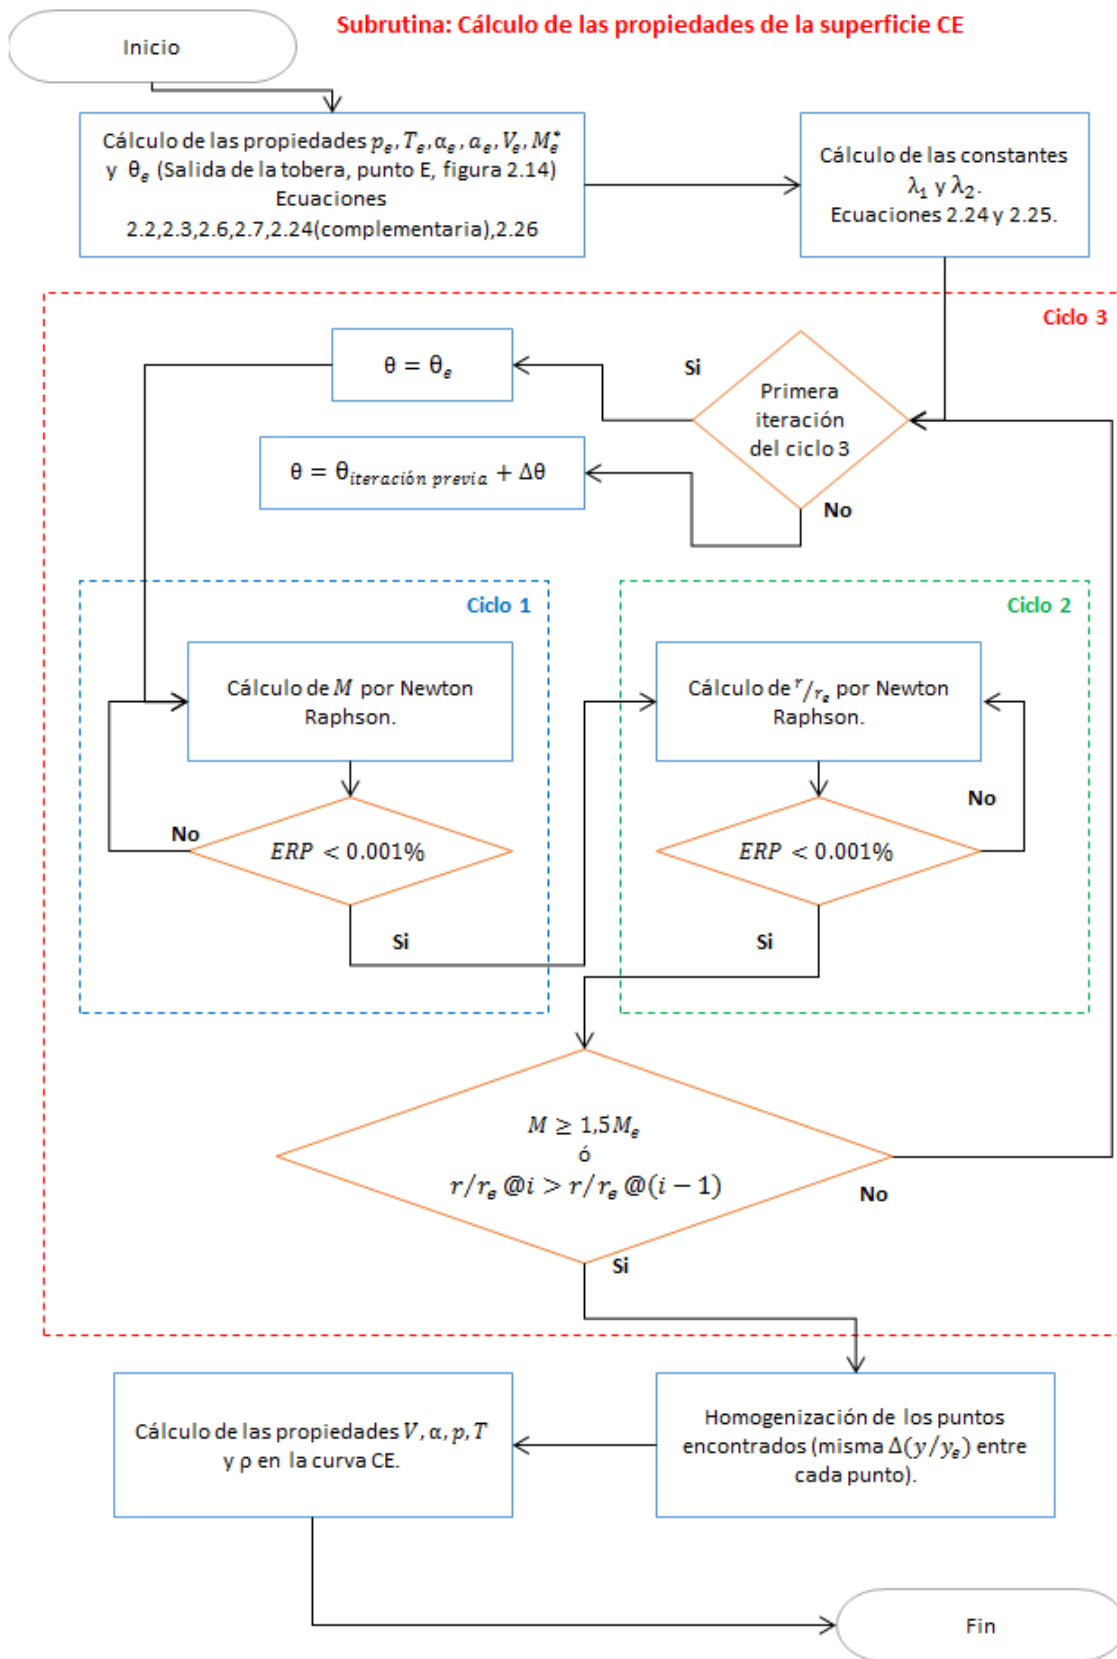 Subrutina: Cálculo de las propiedades de la superficie CE
Inicio
Cálculo de las propiedades pₑ, Tₑ, αₑ, aₑ, Vₑ, Mₑ*
y θₑ (Salida de la tobera, punto E, figura 2.14)
Ecuaciones
2.2,2.3,2.6,2.7,2.24(complementaria),2.26
Cálculo de las constantes
λ₁ y λ₂.
Ecuaciones 2.24 y 2.25.
Ciclo 3
θ = θₑ
Si
Primera
iteración
del ciclo 3
θ = θ_iteración previa + Δθ
No
Ciclo 1
Ciclo 2
Cálculo de M por Newton
Raphson.
Cálculo de r/rₑ por Newton
Raphson.
No
No
ERP < 0.001%
ERP < 0.001%
Si
Si
M ≥ 1,5Mₑ
ó
r/rₑ @i > r/rₑ @(i − 1)
No
Si
Cálculo de las propiedades V, α, p, T
y ρ en la curva CE.
Homogenización de los puntos
encontrados (misma Δ(y/yₑ) entre
cada punto).
Fin